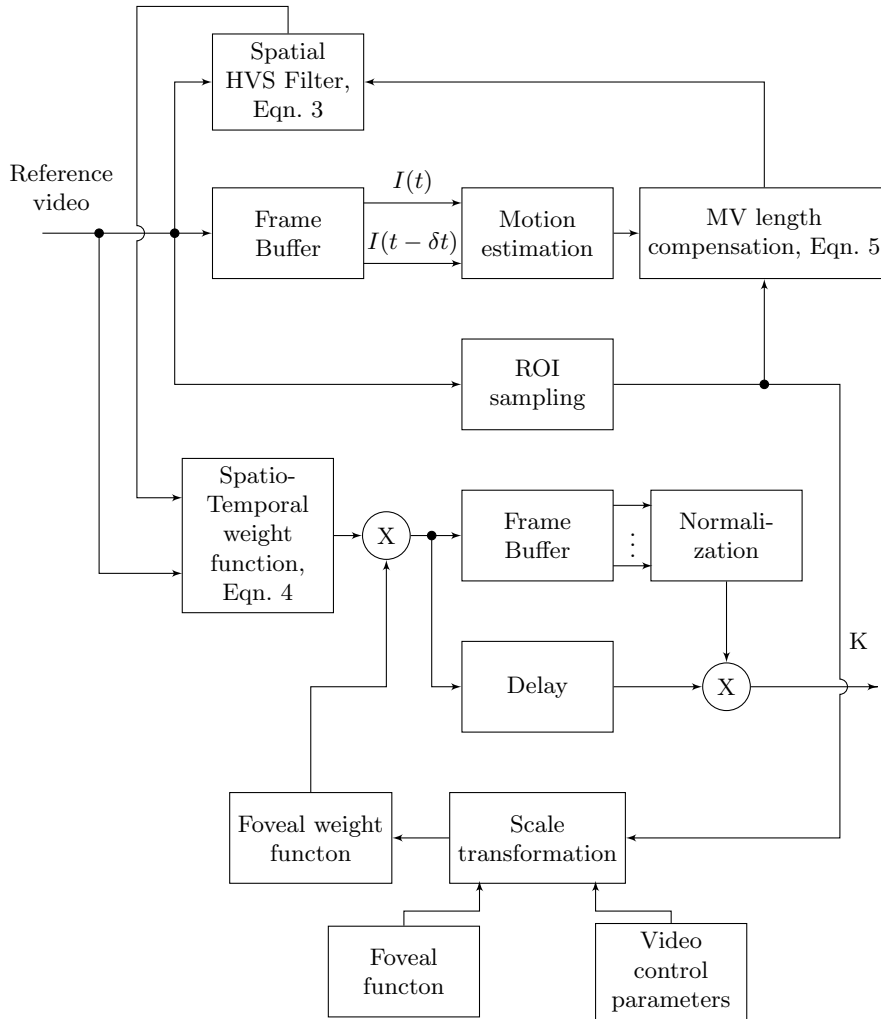 Spatial
HVS Filter,
Eqn. 3
Reference
video
Frame
Buffer
I(t)
I(t − δt)
Motion
estimation
MV length
compensation, Eqn. 5
ROI
sampling
Spatio-
Temporal
weight
function,
Eqn. 4
X
Frame
Buffer
⋮
Normali-
zation
K
Delay
X
Foveal weight
functon
Scale
transformation
Foveal
functon
Video
control
parameters